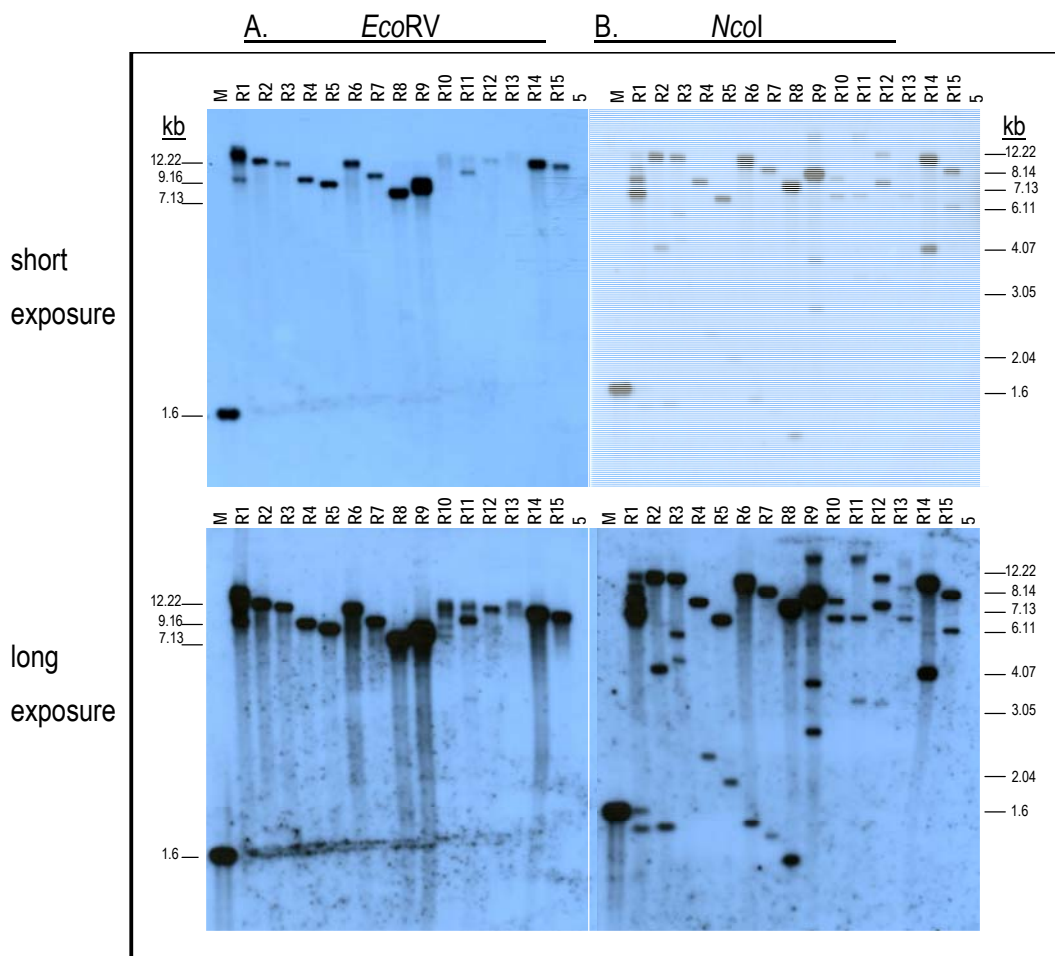 A. EcoRV B. NcoI
M R1 R2 R3 R4 R5 R6 R7 R8 R9 R10 R11 R12 R13 R14 R15 5
M R1 R2 R3 R4 R5 R6 R7 R8 R9 R10 R11 R12 R13 R14 R15 5
kb
12.22
9.16
7.13
1.6
short
exposure
kb
12.22
8.14
7.13
6.11
4.07
3.05
2.04
1.6
M R1 R2 R3 R4 R5 R6 R7 R8 R9 R10 R11 R12 R13 R14 R15 5
M R1 R2 R3 R4 R5 R6 R7 R8 R9 R10 R11 R12 R13 R14 R15 5
12.22
9.16
7.13
1.6
long
exposure
12.22
8.14
7.13
6.11
4.07
3.05
2.04
1.6